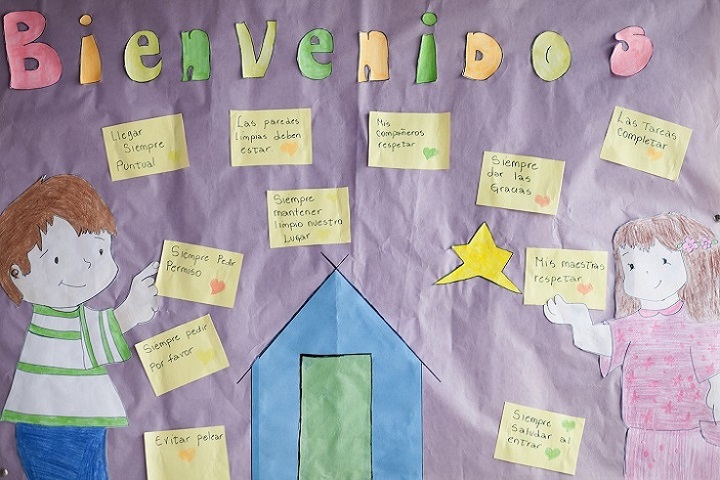 Bienvenidos
Llegar
Siempre
Puntual
Las paredes
limpias deben
estar.
Mis
compañeros
respetar
Siempre
dar las
Gracias
Las Tareas
Completar
Siempre
mantener
limpio nuestro
Lugar
Siempre Pedir
Permiso
Mis maestras
respetar.
Siempre pedir
Por favor
Evitar pelear
Siempre
Saludar al
entrar